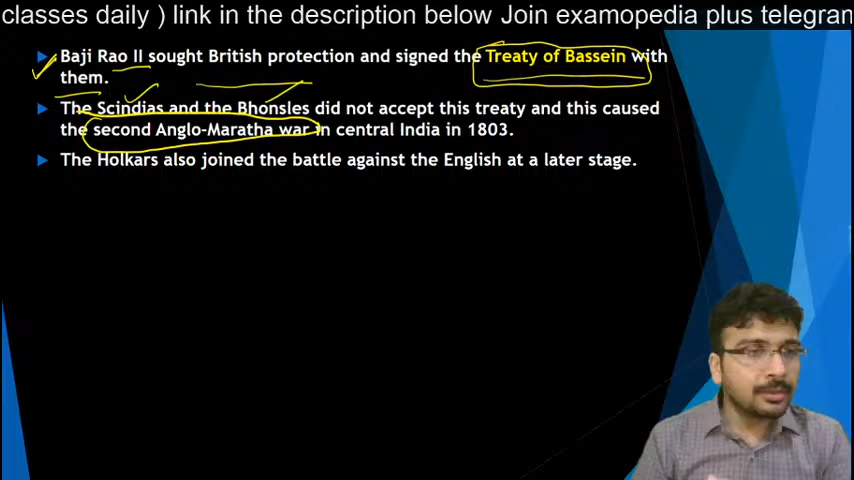 classes daily ) link in the description below Join examopedia plus telegran
Baji Rao II sought British protection and signed the Treaty of Bassein with
them.
The Scindias and the Bhonsles did not accept this treaty and this caused
the second Anglo-Maratha war in central India in 1803.
The Holkars also joined the battle against the English at a later stage.